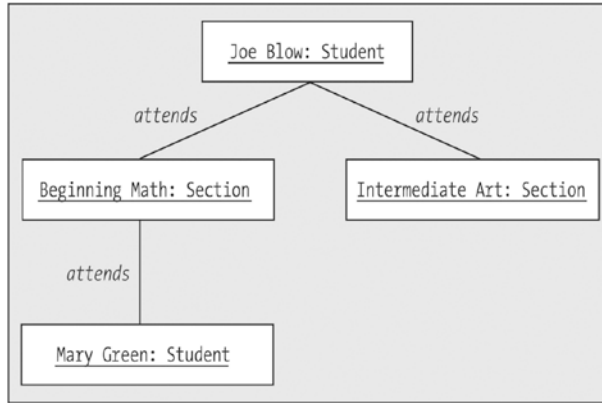 Joe Blow: Student
attends
attends
Beginning Math: Section
Intermediate Art: Section
attends
Mary Green: Student